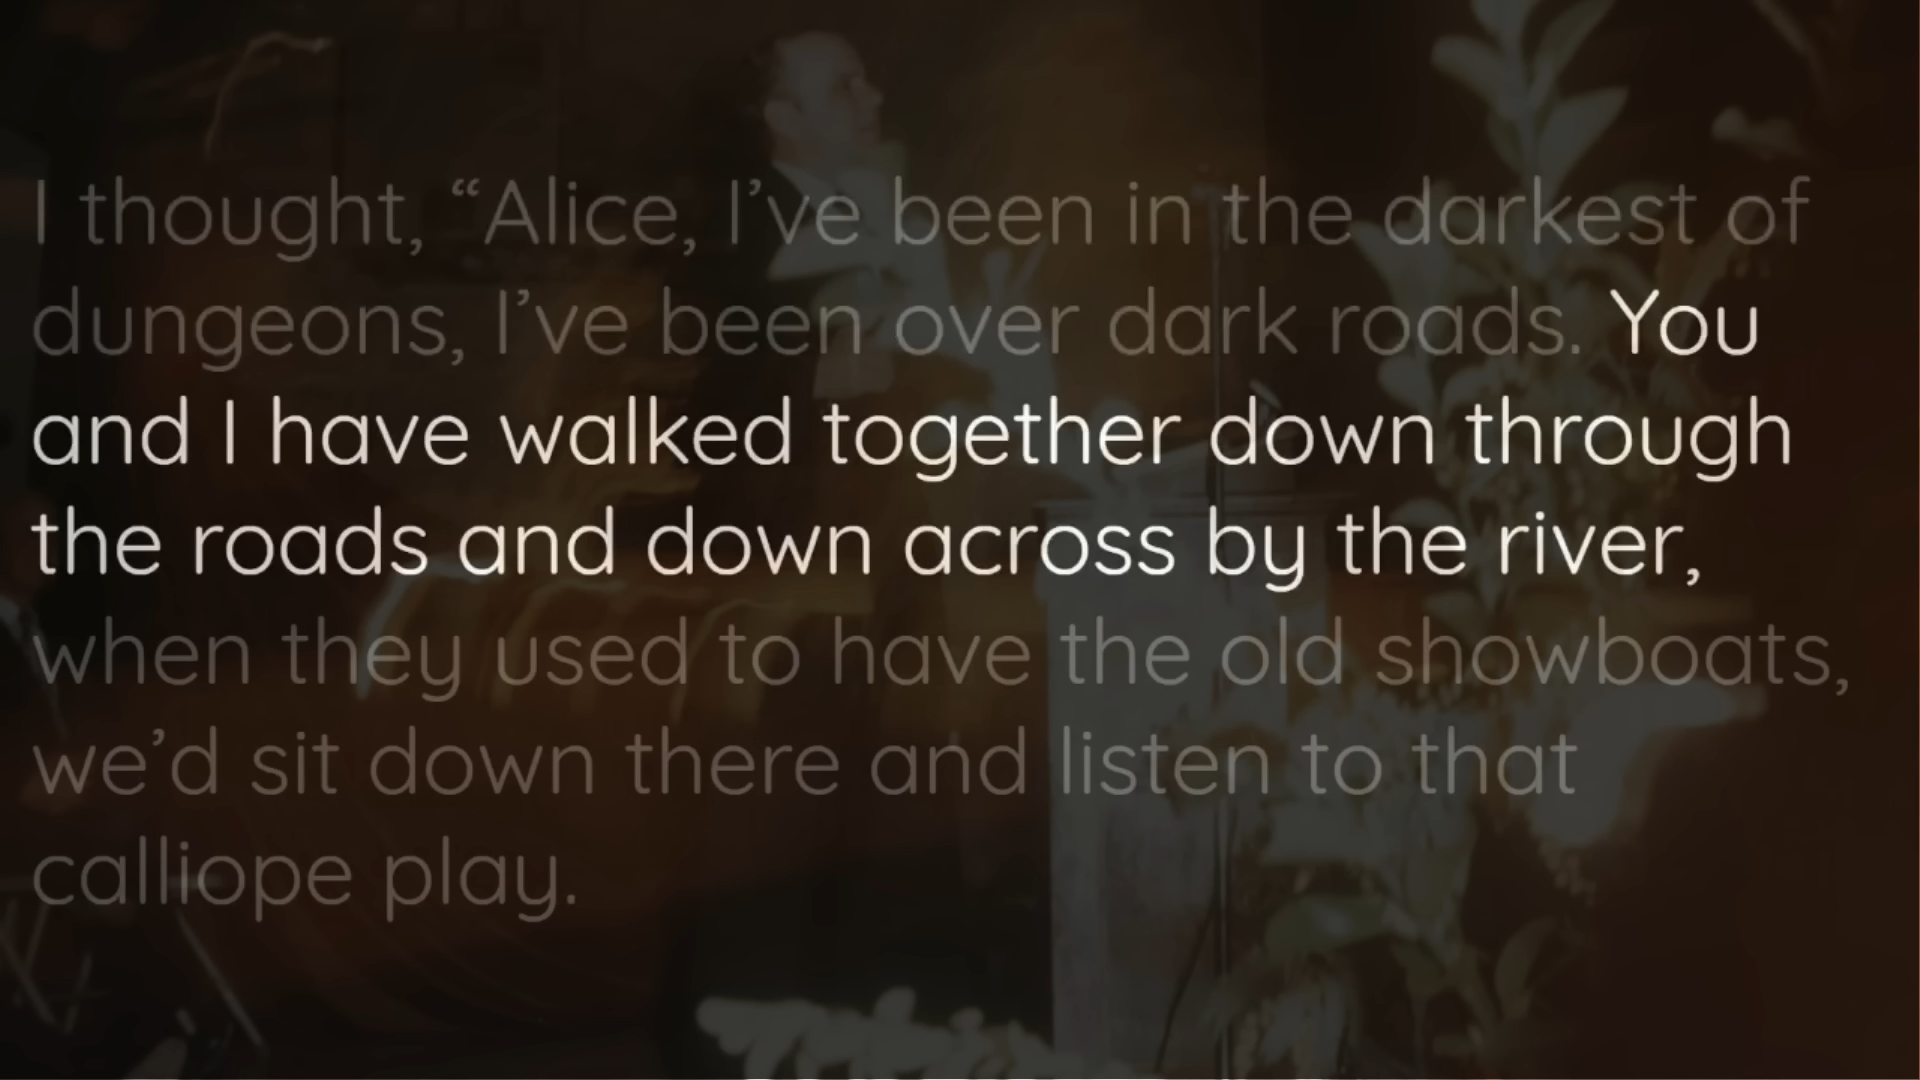 I thought, “Alice, I’ve been in the darkest of
dungeons, I’ve been over dark roads. You
and I have walked together down through
the roads and down across by the river,
when they used to have the old showboats,
we’d sit down there and listen to that
calliope play.